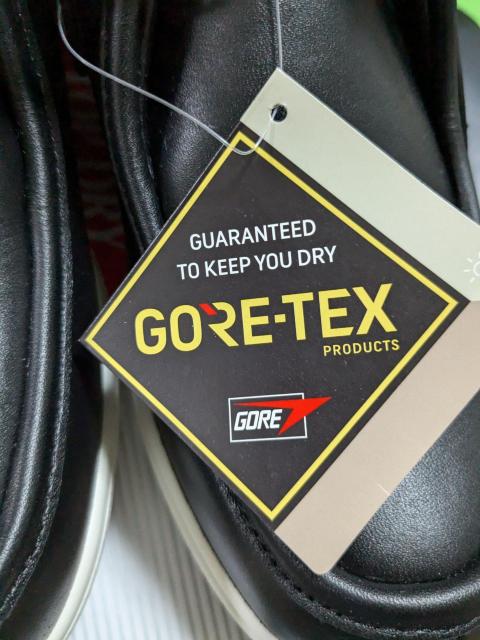 GUARANTEED
TO KEEP YOU DRY
GORE-TEX
PRODUCTS
GORE